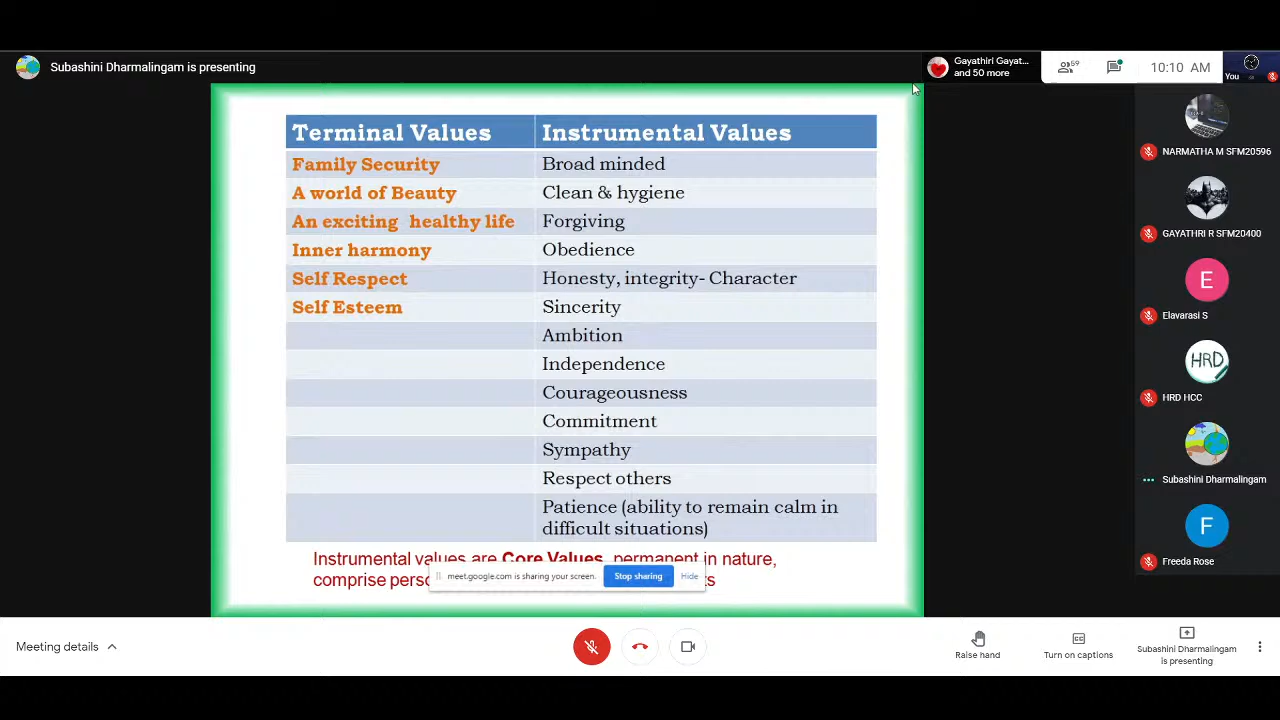 Subashini Dharmalingam is presenting
Gayathiri Gayat...
and 50 more
59
10:10 AM
You
Terminal Values Instrumental Values
Family Security Broad minded
A world of Beauty Clean & hygiene
An exciting healthy life Forgiving
Inner harmony Obedience
Self Respect Honesty, integrity- Character
Self Esteem Sincerity
Ambition
Independence
Courageousness
Commitment
Sympathy
Respect others
Patience (ability to remain calm in
difficult situations)
Instrumental values are Core Values, permanent in nature,
comprise
meet.google.com is sharing your screen. Stop sharing Hide
NARMATHA M SFM20596
GAYATHRI R SFM20400
E
Elavarasi S
HRD
HRD HCC
Subashini Dharmalingam
F
Freeda Rose
Meeting details
Raise hand
Turn on captions
Subashini Dharmalingam
is presenting